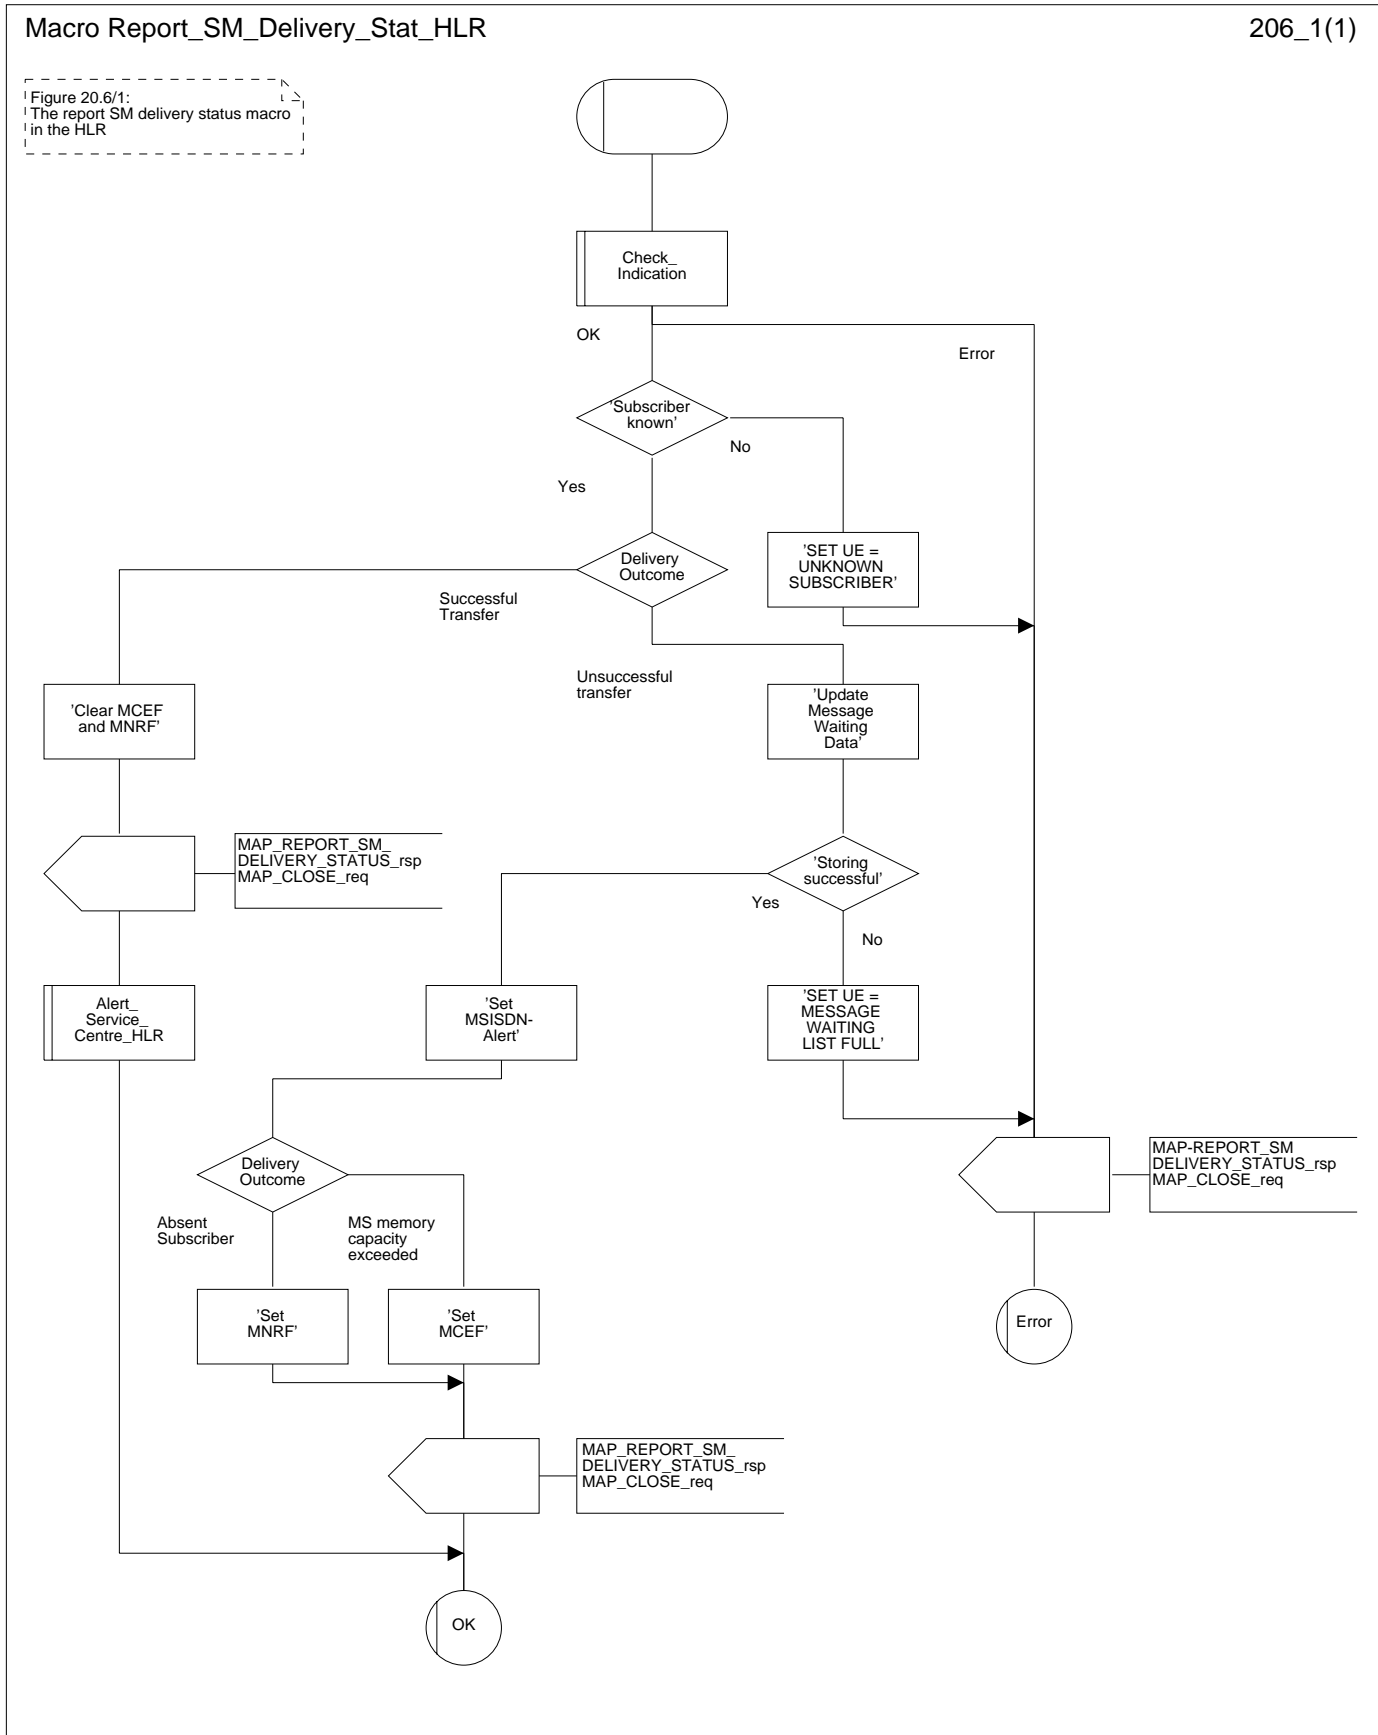 Macro Report_SM_Delivery_Stat_HLR
206_1(1)
Figure 20.6/1:
The report SM delivery status macro
in the HLR
Check_
Indication
OK
Error
'Subscriber
known'
No
Yes
Delivery
Outcome
'SET UE =
UNKNOWN
SUBSCRIBER'
Successful
Transfer
Unsuccessful
transfer
'Clear MCEF
and MNRF'
'Update
Message
Waiting
Data'
MAP_REPORT_SM_
DELIVERY_STATUS_rsp
MAP_CLOSE_req
'Storing
successful'
Yes
No
Alert_
Service_
Centre_HLR
'Set
MSISDN-
Alert'
'SET UE =
MESSAGE
WAITING
LIST FULL'
Delivery
Outcome
MAP-REPORT_SM
DELIVERY_STATUS_rsp
MAP_CLOSE_req
Absent
Subscriber
MS memory
capacity
exceeded
'Set
MNRF'
'Set
MCEF'
Error
MAP_REPORT_SM_
DELIVERY_STATUS_rsp
MAP_CLOSE_req
OK